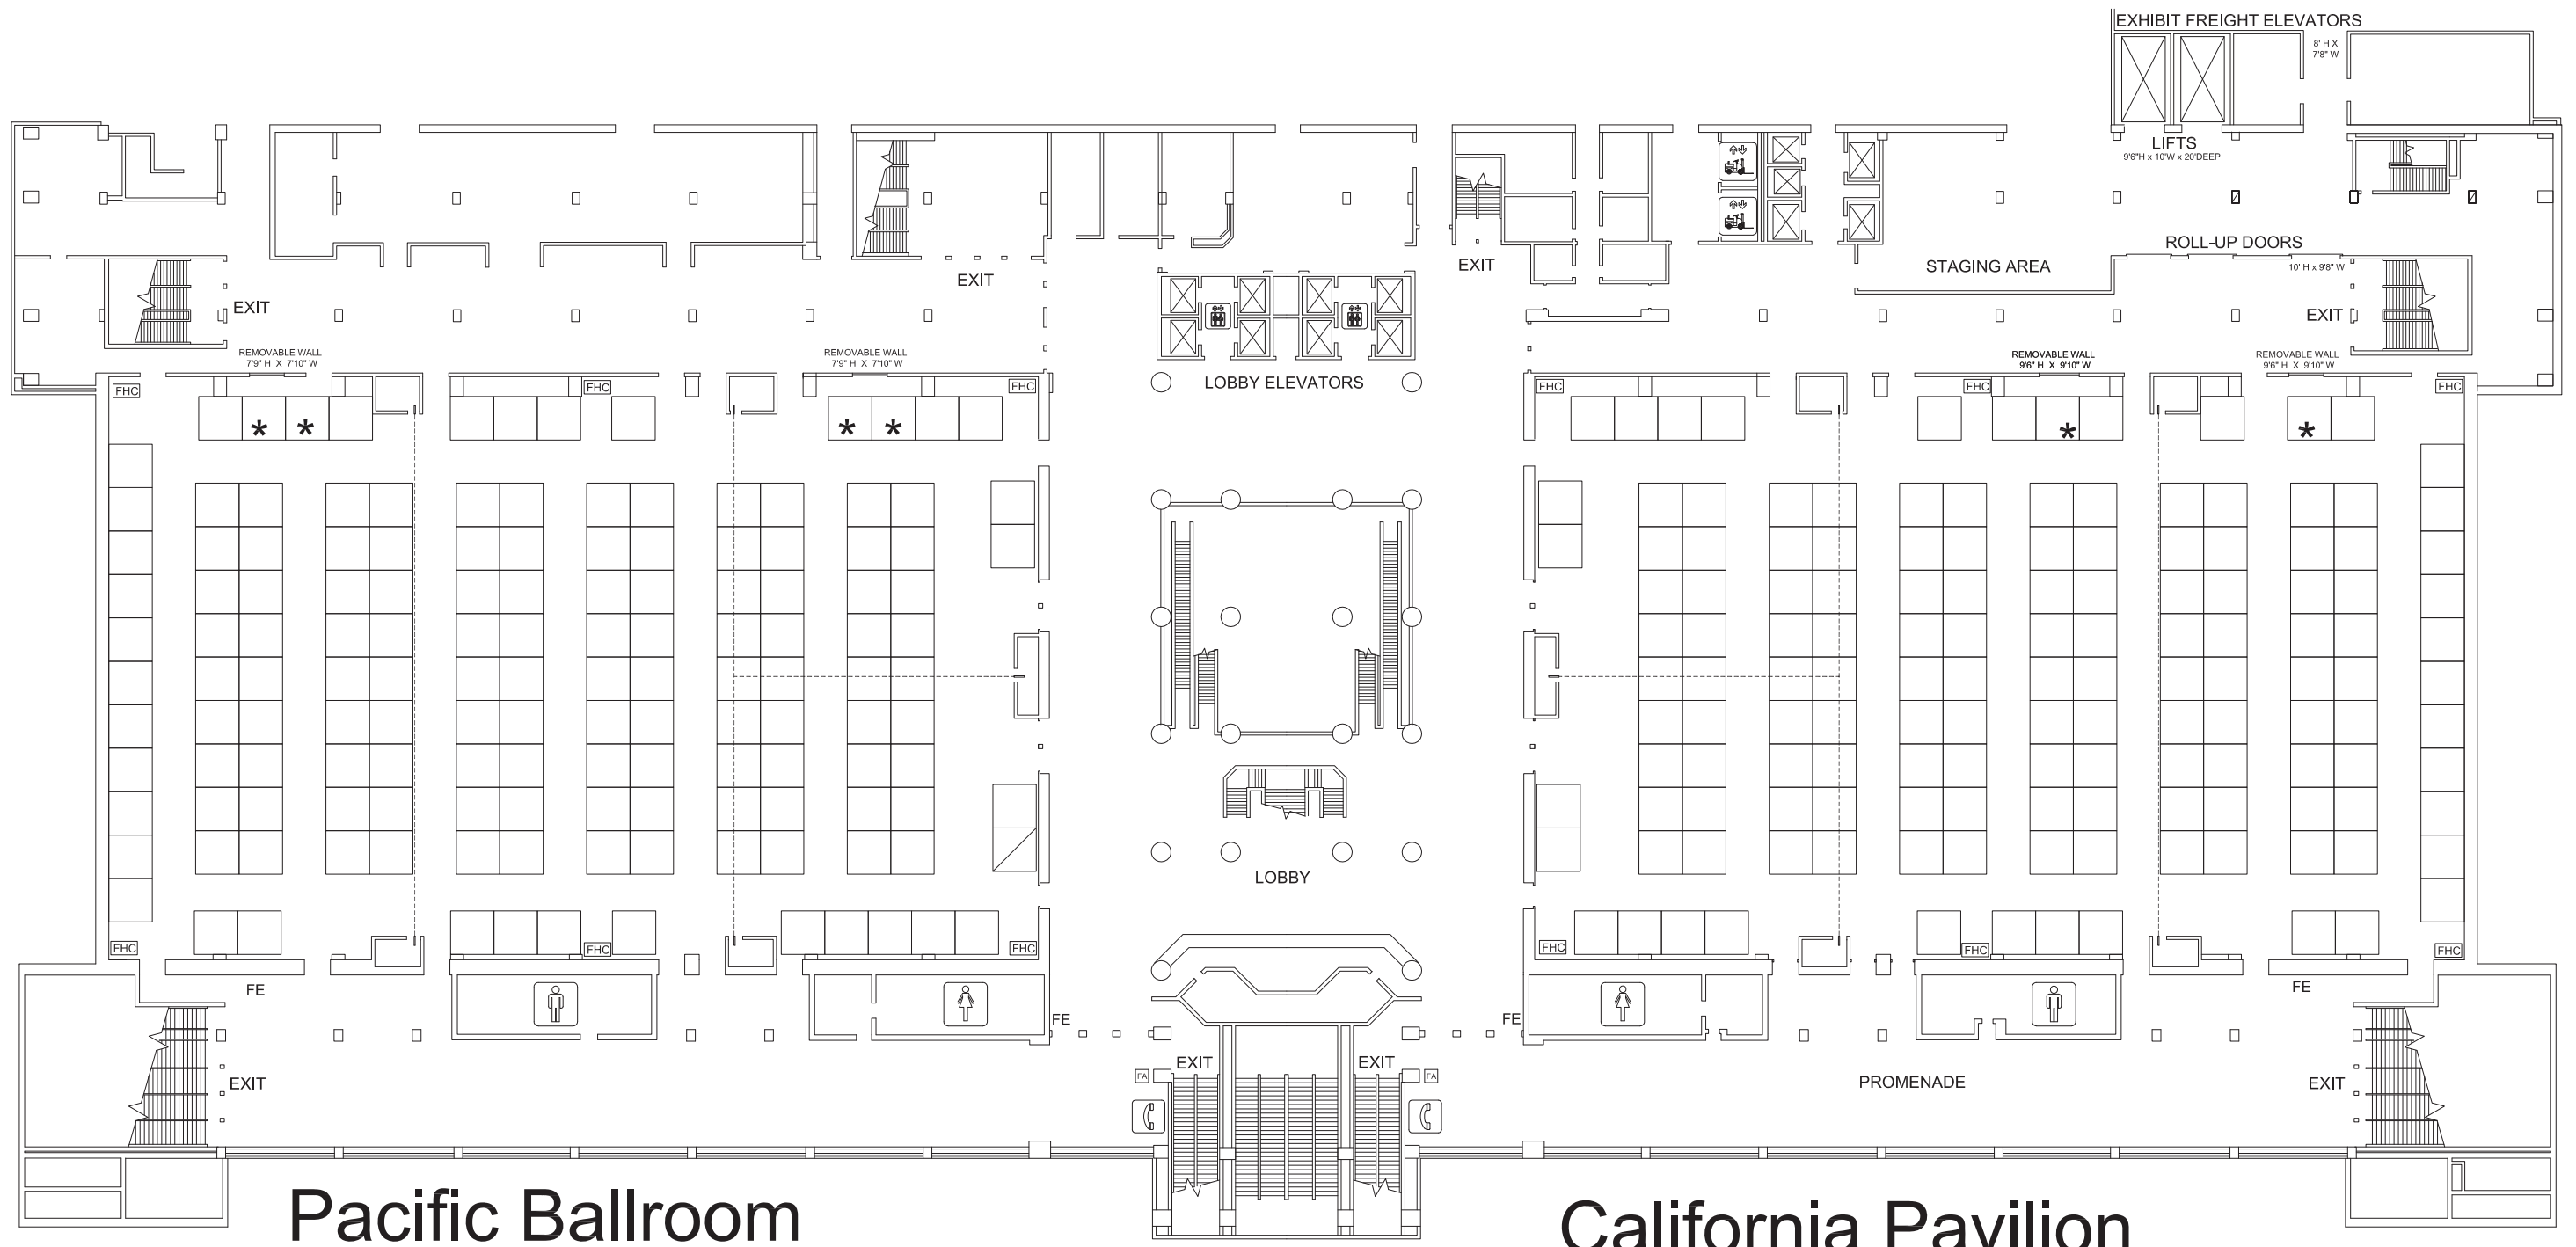 EXHIBIT FREIGHT ELEVATORS
8' H X
7'8" W
LIFTS
9'6"H x 10'W x 20'DEEP
ROLL-UP DOORS
10' H x 9'8" W
STAGING AREA
EXIT
EXIT
EXIT
EXIT
REMOVABLE WALL
7'9" H X 7'10" W
REMOVABLE WALL
7'9" H X 7'10" W
REMOVABLE WALL
9'6" H X 9'10" W
REMOVABLE WALL
9'6" H X 9'10" W
LOBBY ELEVATORS
FHC
FHC
FHC
FHC
FHC
FHC
* *
* *
*
*
LOBBY
FHC
FHC
FHC
FHC
FHC
FHC
FE
FE
FE
FE
EXIT
EXIT
EXIT
EXIT
FA
FA
PROMENADE
Pacific Ballroom
California Pavilion